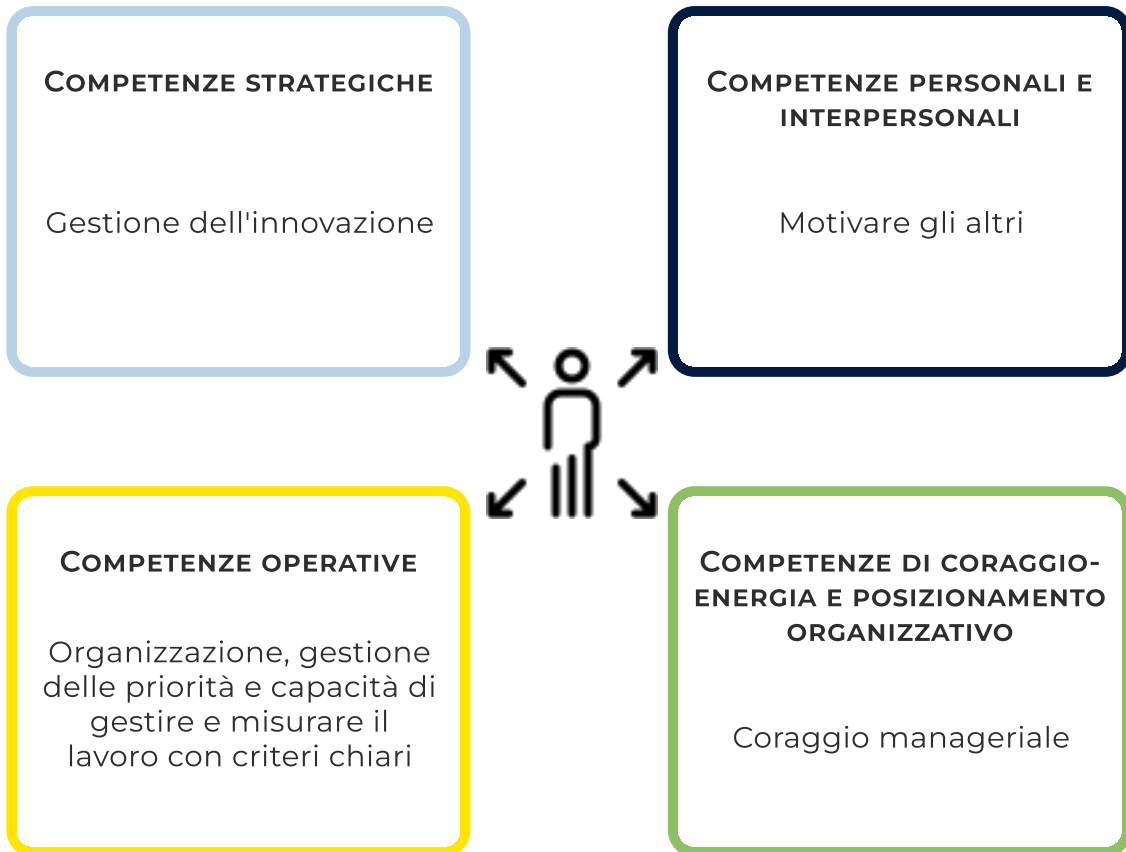 Competenze strategiche
Gestione dell'innovazione
Competenze personali e
interpersonali
Motivare gli altri
Competenze operative
Organizzazione, gestione
delle priorità e capacità di
gestire e misurare il
lavoro con criteri chiari
Competenze di coraggio-
energia e posizionamento
organizzativo
Coraggio manageriale